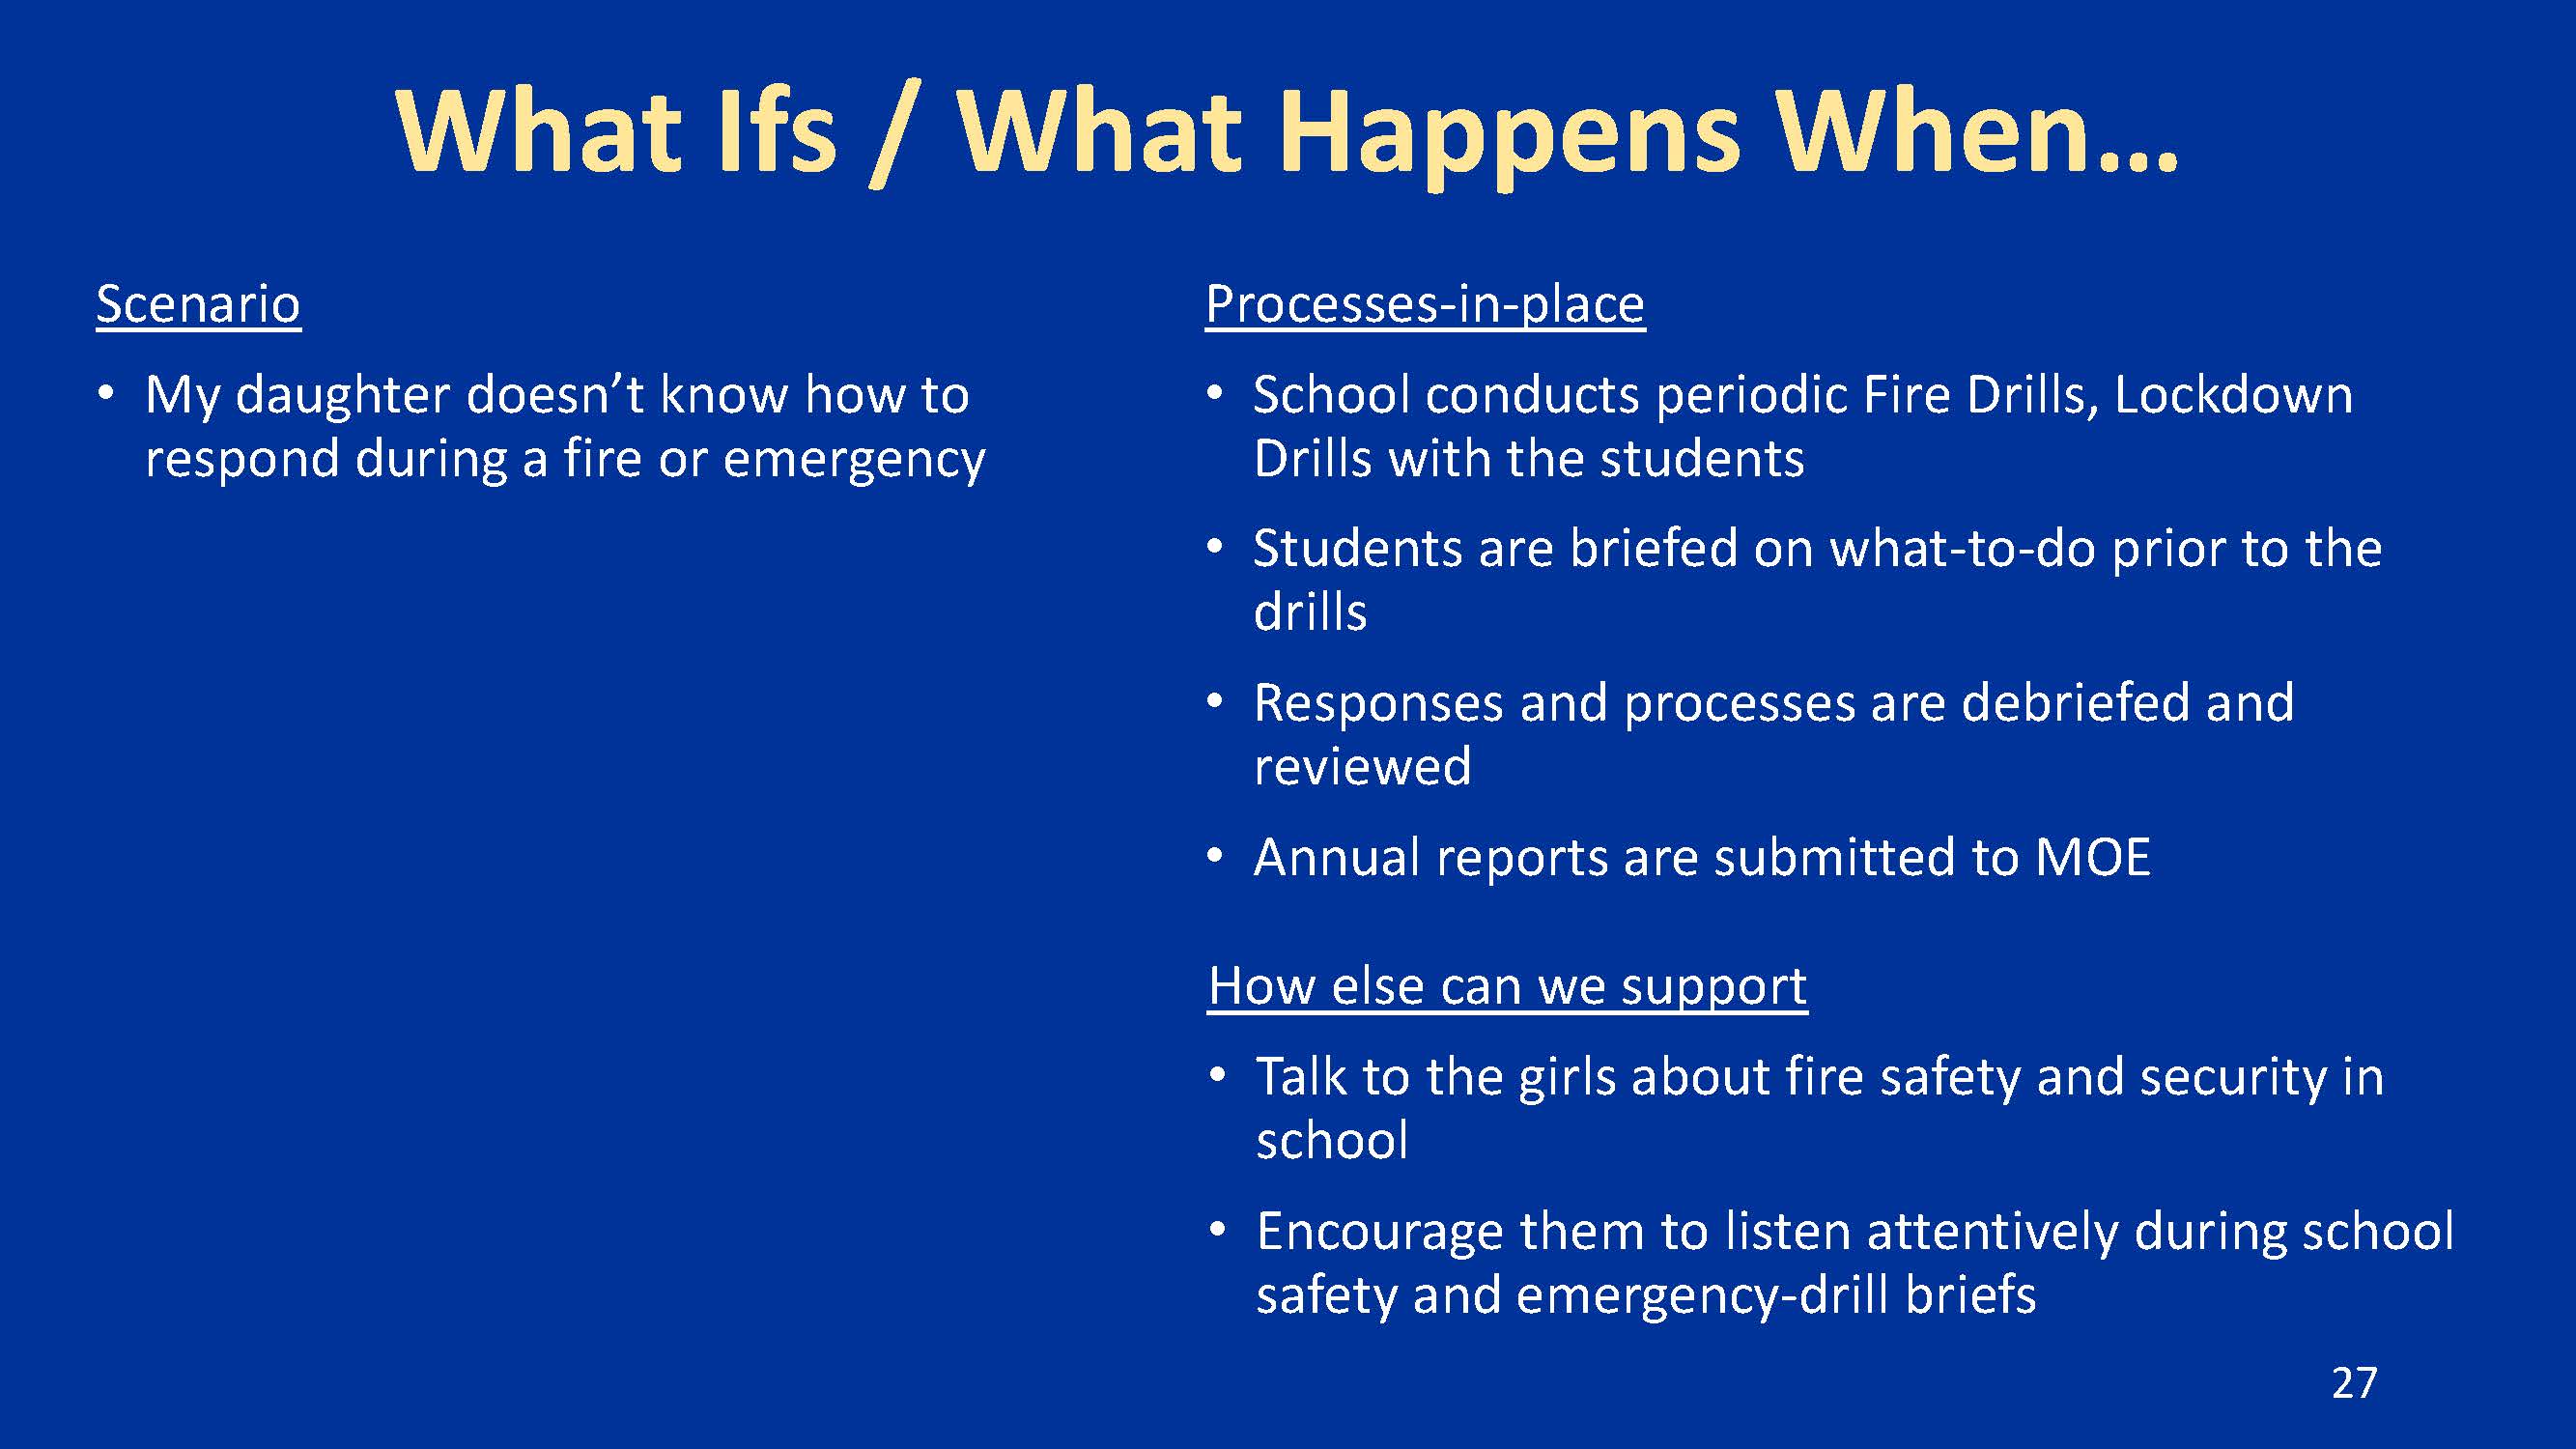 What Ifs / What Happens When…
Scenario
• My daughter doesn’t know how to
respond during a fire or emergency
Processes-in-place
• School conducts periodic Fire Drills, Lockdown
Drills with the students
• Students are briefed on what-to-do prior to the
drills
• Responses and processes are debriefed and
reviewed
• Annual reports are submitted to MOE
How else can we support
• Talk to the girls about fire safety and security in
school
• Encourage them to listen attentively during school
safety and emergency-drill briefs
27